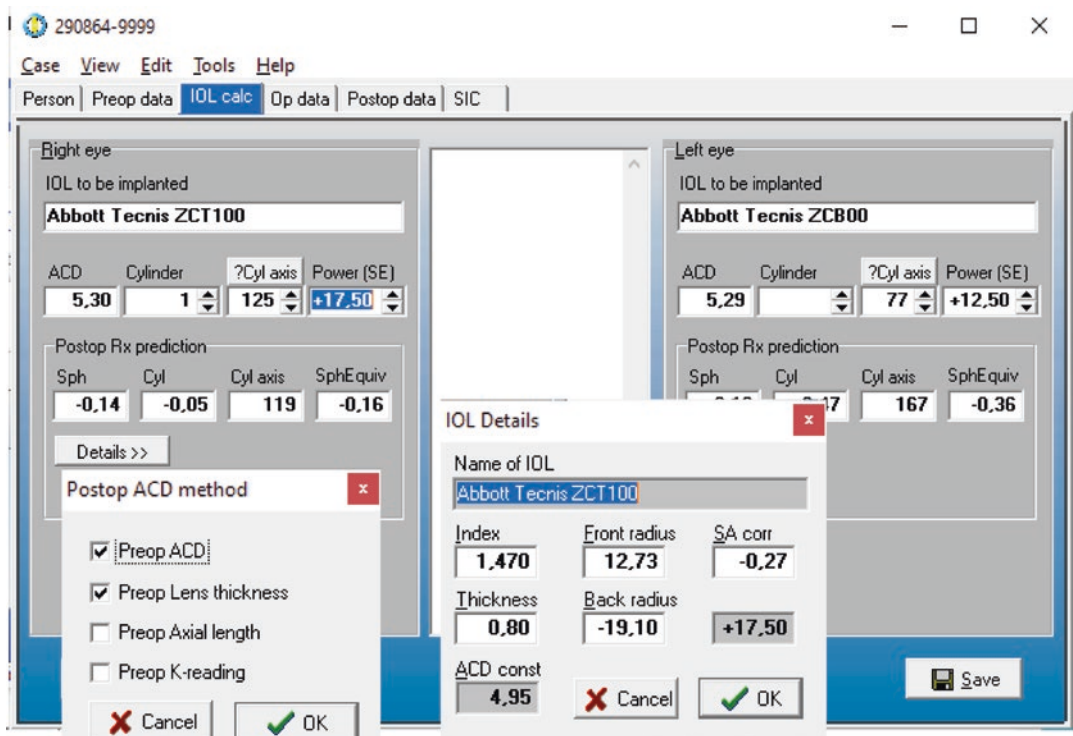 290864-9999
Case View Edit Tools Help
Person Preop data IOL calc Op data Postop data SIC
Right eye
IOL to be implanted
Abbott Tecnis ZCT100
ACD Cylinder ?Cyl axis Power (SE)
5,30 1 125 +17,50
Postop Rx prediction
Sph Cyl Cyl axis SphEquiv
-0,14 -0,05 119 -0,16
Details >>
Left eye
IOL to be implanted
Abbott Tecnis ZCB00
ACD Cylinder ?Cyl axis Power (SE)
5,29 77 +12,50
Postop Rx prediction
Sph Cyl Cyl axis SphEquiv
167 -0,36
Postop ACD method
Preop ACD
Preop Lens thickness
Preop Axial length
Preop K-reading
Cancel OK
IOL Details
Name of IOL
Abbott Tecnis ZCT100
Index Front radius SA corr
1,470 12,73 -0,27
Thickness Back radius
0,80 -19,10 +17,50
ACD const
4,95 Cancel OK
Save